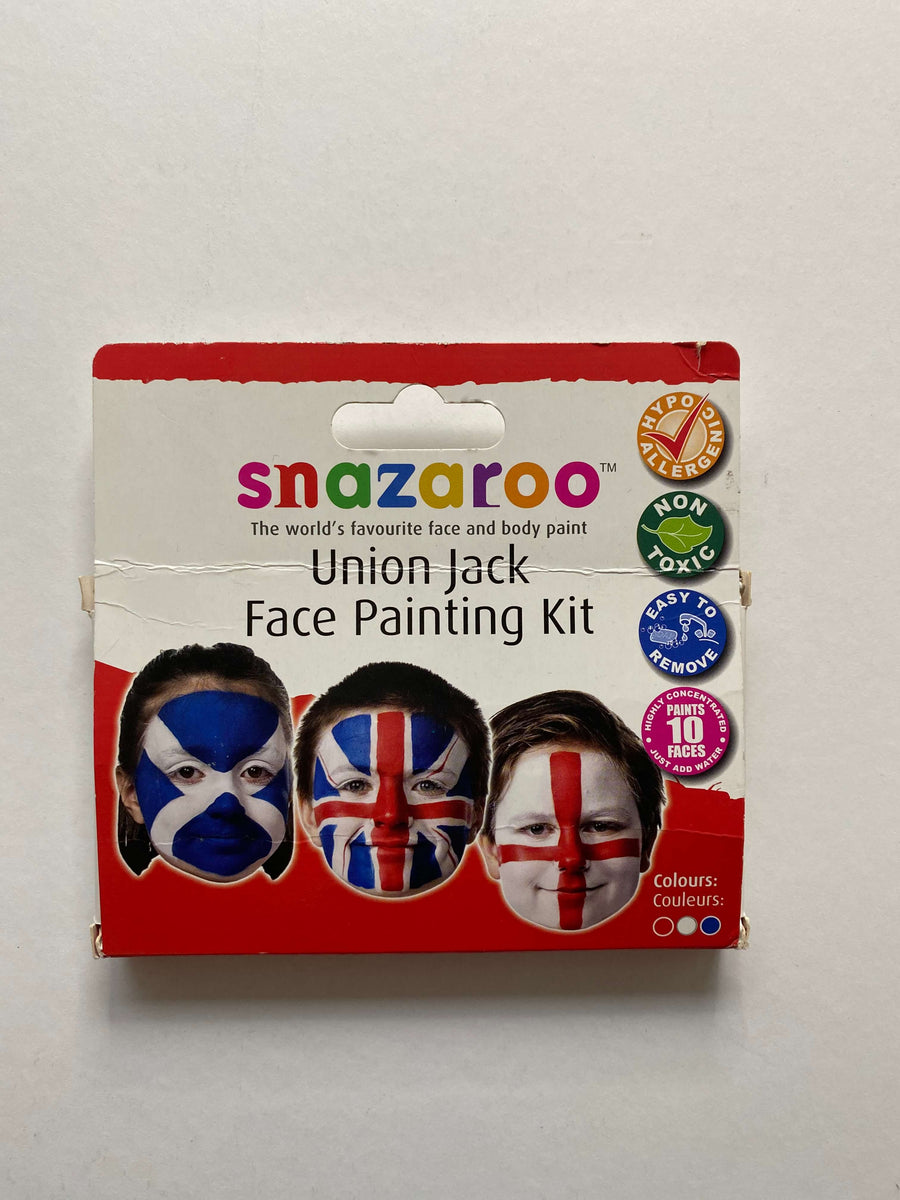 snazaroo™
The world's favourite face and body paint
Union Jack
Face Painting Kit
HYPO
ALLERGENIC
NON
TOXIC
EASY TO
REMOVE
HIGHLY CONCENTRATED
PAINTS
10
FACES
JUST ADD WATER
Colours:
Couleurs: